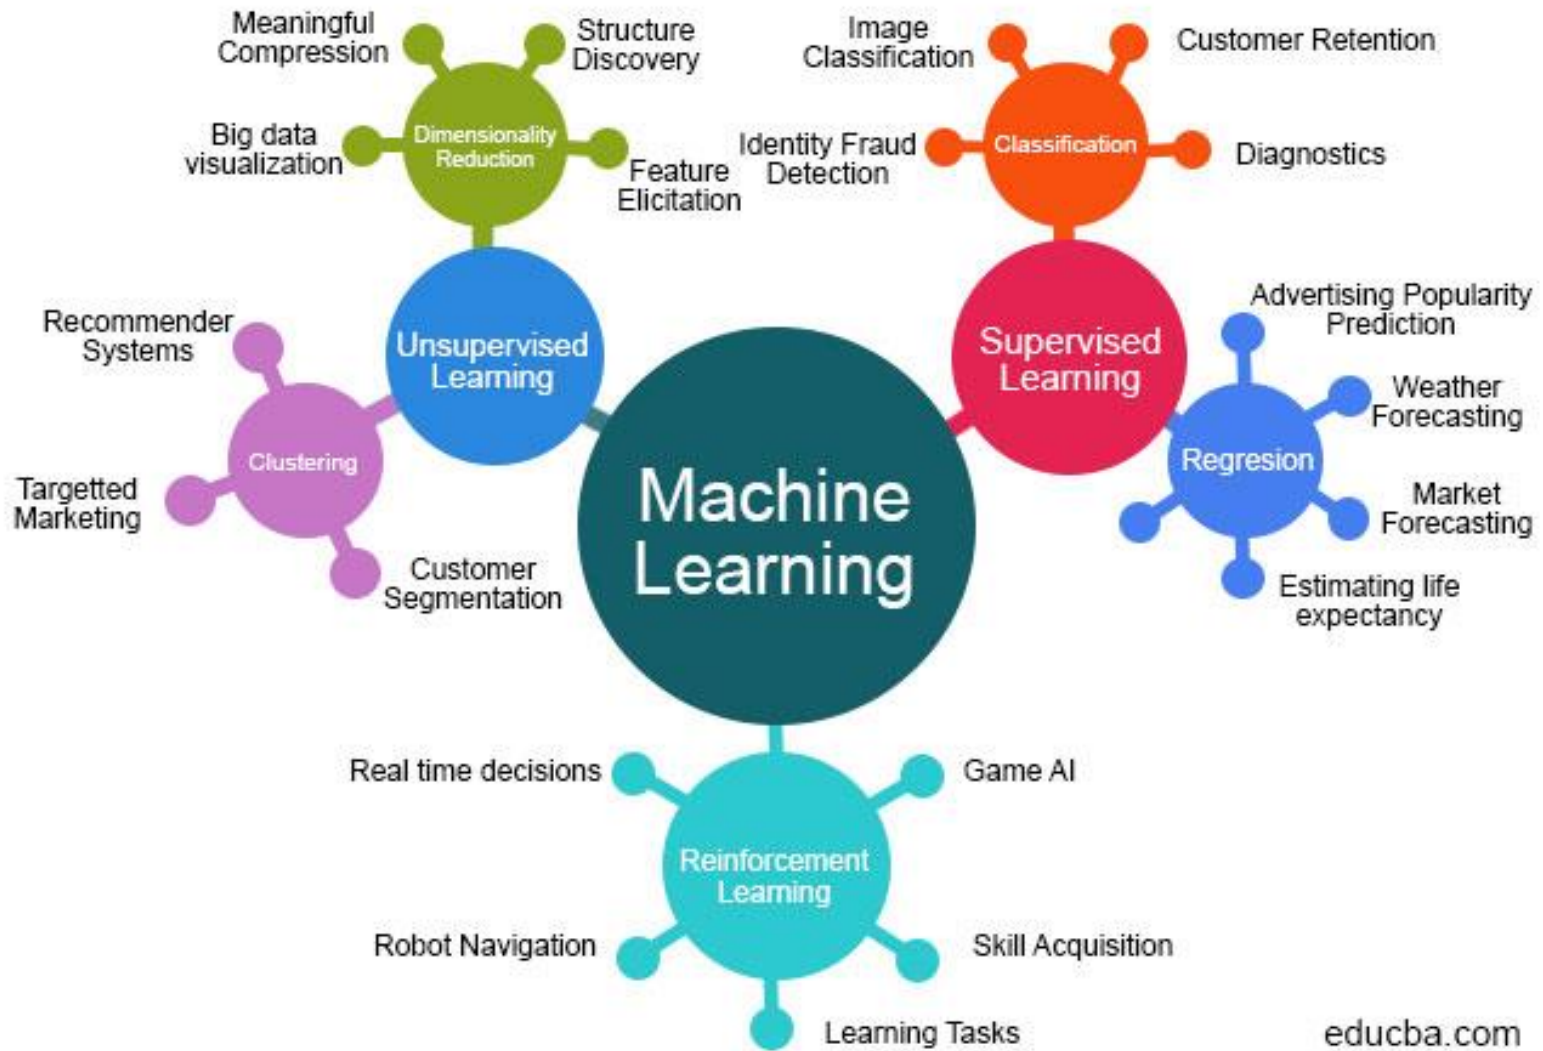 Meaningful
Compression
Structure
Discovery
Big data
visualization
Dimensionality
Reduction
Feature
Elicitation
Image
Classification
Customer Retention
Identity Fraud
Detection
Classification
Diagnostics
Recommender
Systems
Unsupervised
Learning
Clustering
Targetted
Marketing
Customer
Segmentation
Machine
Learning
Supervised
Learning
Advertising Popularity
Prediction
Weather
Forecasting
Regresion
Market
Forecasting
Estimating life
expectancy
Real time decisions
Game AI
Reinforcement
Learning
Robot Navigation
Skill Acquisition
Learning Tasks
educba.com